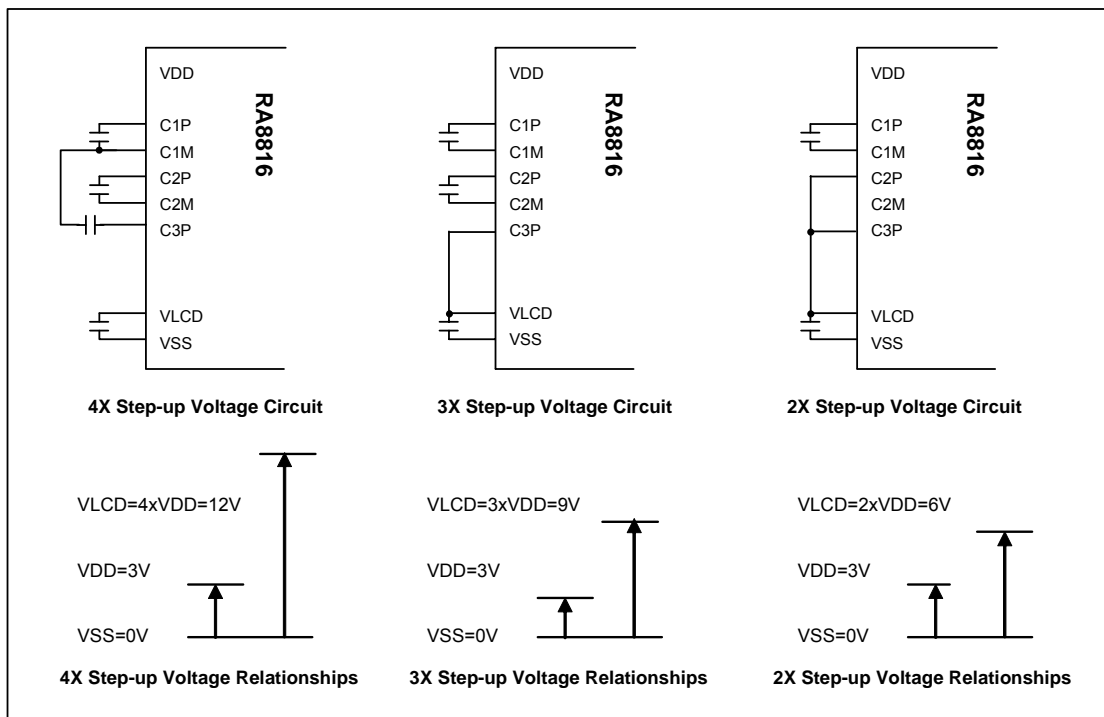 VDD
RA8816
C1P
C1M
C2P
C2M
C3P
VLCD
VSS
4X Step-up Voltage Circuit
VDD
RA8816
C1P
C1M
C2P
C2M
C3P
VLCD
VSS
3X Step-up Voltage Circuit
VDD
RA8816
C1P
C1M
C2P
C2M
C3P
VLCD
VSS
2X Step-up Voltage Circuit
VLCD=4xVDD=12V
VDD=3V
VSS=0V
4X Step-up Voltage Relationships
VLCD=3xVDD=9V
VDD=3V
VSS=0V
3X Step-up Voltage Relationships
VLCD=2xVDD=6V
VDD=3V
VSS=0V
2X Step-up Voltage Relationships